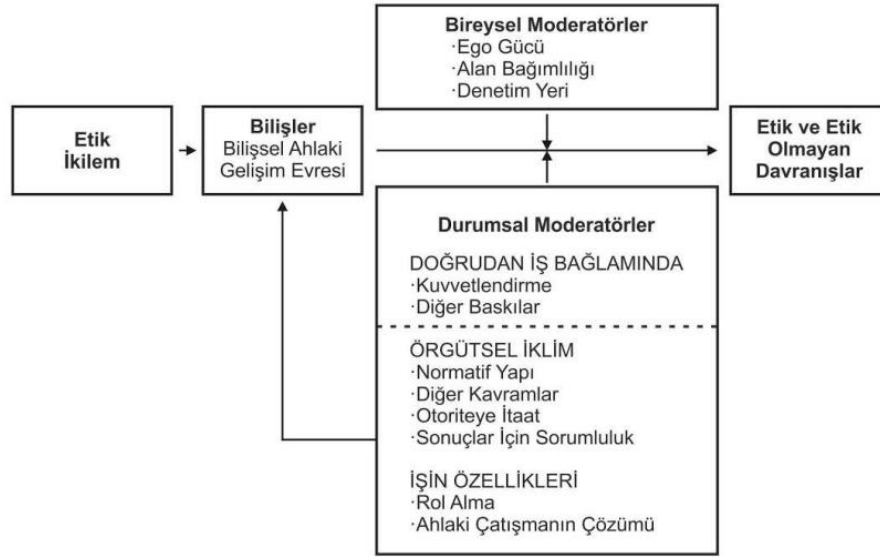 Bireysel Moderatörler
·Ego Gücü
·Alan Bağımlılığı
·Denetim Yeri
Etik
İkilem
Bilişler
Bilişsel Ahlaki
Gelişim Evresi
Etik ve Etik
Olmayan
Davranışlar
Durumsal Moderatörler
DOĞRUDAN İŞ BAĞLAMINDA
·Kuvvetlendirme
·Diğer Baskılar
ÖRGÜTSEL İKLİM
·Normatif Yapı
·Diğer Kavramlar
·Otoriteye İtaat
·Sonuçlar İçin Sorumluluk
İŞİN ÖZELLİKLERİ
·Rol Alma
·Ahlaki Çatışmanın Çözümü